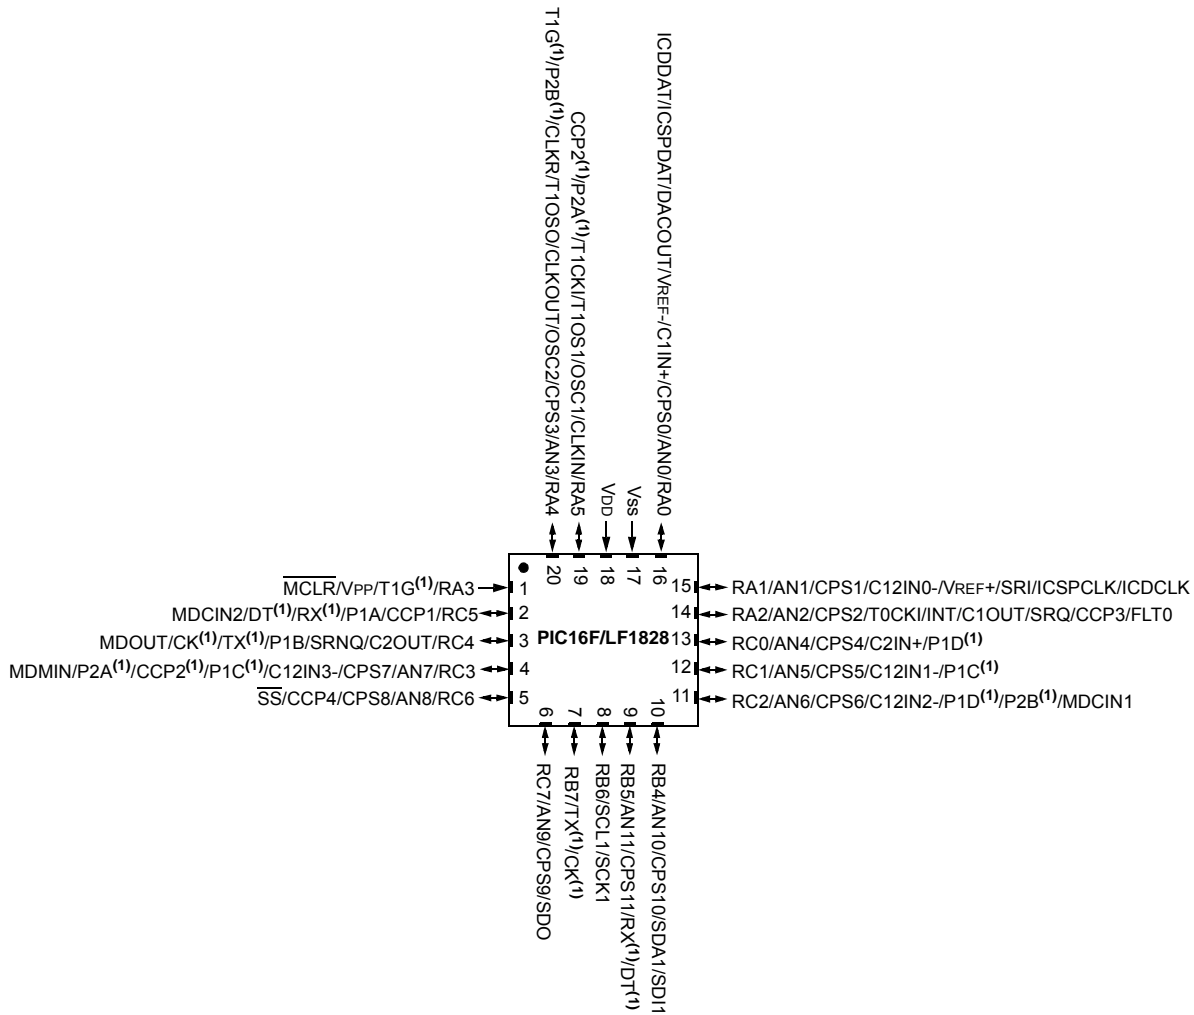 T1G(1)/P2B(1)/CLKR/T1OSO/CLKOUT/OSC2/CPS3/AN3/RA4
CCP2(1)/P2A(1)/T1CKI/T1OS1/OSC1/CLKIN/RA5
VDD
Vss
ICDDAT/ICSPDAT/DACOUT/VREF-/C1IN+/CPS0/AN0/RA0
20
19
18
17
16
MCLR/VPP/T1G(1)/RA3
1
MDCIN2/DT(1)/RX(1)/P1A/CCP1/RC5
2
MDOUT/CK(1)/TX(1)/P1B/SRNQ/C2OUT/RC4
3
MDMIN/P2A(1)/CCP2(1)/P1C(1)/C12IN3-/CPS7/AN7/RC3
4
SS/CCP4/CPS8/AN8/RC6
5
PIC16F/LF1828
15
RA1/AN1/CPS1/C12IN0-/VREF+/SRI/ICSPCLK/ICDCLK
14
RA2/AN2/CPS2/T0CKI/INT/C1OUT/SRQ/CCP3/FLT0
13
RC0/AN4/CPS4/C2IN+/P1D(1)
12
RC1/AN5/CPS5/C12IN1-/P1C(1)
11
RC2/AN6/CPS6/C12IN2-/P1D(1)/P2B(1)/MDCIN1
6
7
8
9
10
RC7/AN9/CPS9/SDO
RB7/TX(1)/CK(1)
RB6/SCL1/SCK1
RB5/AN11/CPS11/RX(1)/DT(1)
RB4/AN10/CPS10/SDA1/SDI1